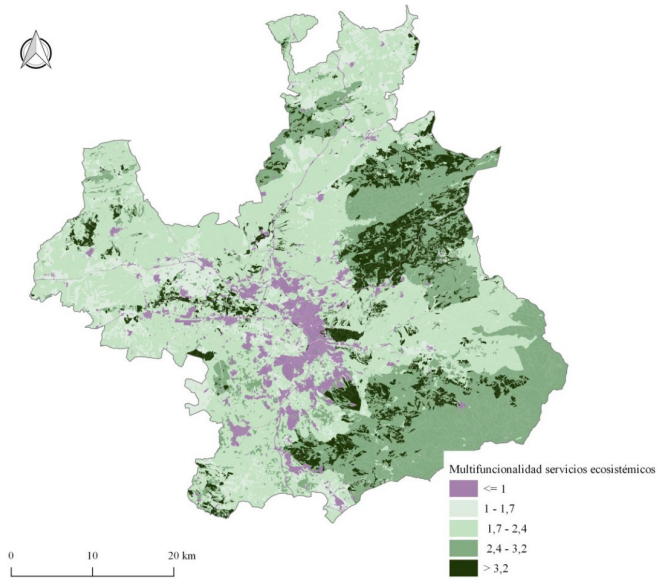 Multifuncionalidad servicios ecosistémicos
<= 1
1 - 1,7
1,7 - 2,4
2,4 - 3,2
> 3,2
0 10 20 km